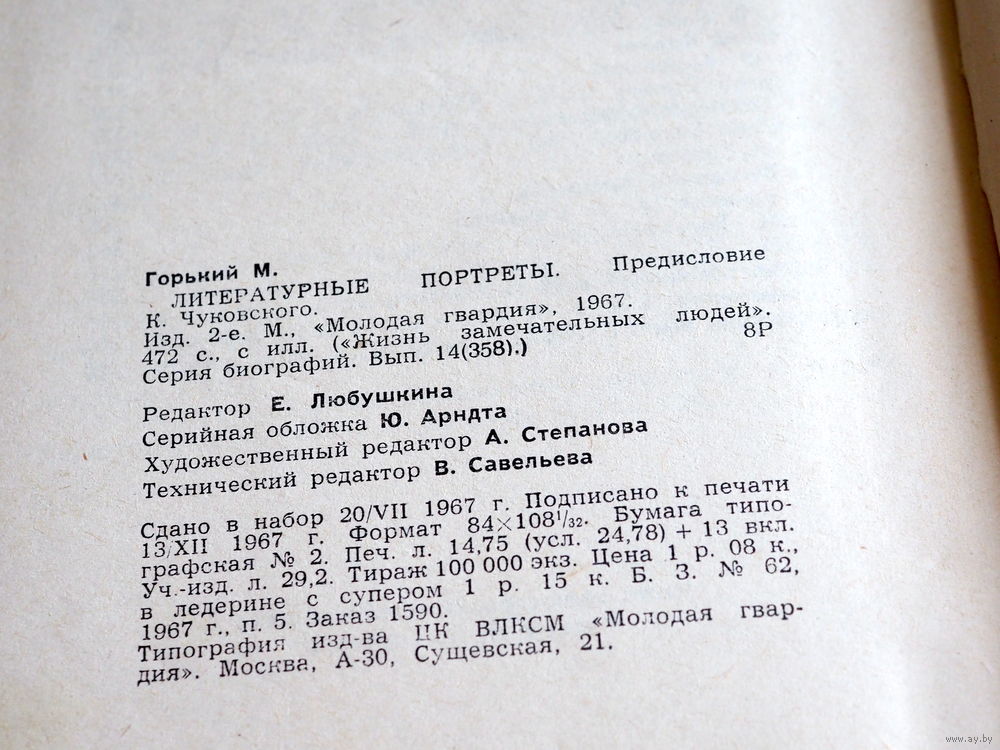 Горький М.
ЛИТЕРАТУРНЫЕ ПОРТРЕТЫ. Предисловие
К. Чуковского.
Изд. 2-е. М., «Молодая гвардия», 1967.
472 с., с илл. («Жизнь замечательных людей».
Серия биографий. Вып. 14(358).)
8Р
Редактор Е. Любушкина
Серийная обложка Ю. Арндта
Художественный редактор А. Степанова
Технический редактор В. Савельева
Сдано в набор 20/VII 1967 г. Подписано к печати
13/XII 1967 г. Формат 84×108¹/₃₂. Бумага типо-
графская № 2. Печ. л. 14,75 (усл. 24,78) + 13 вкл.
Уч.-изд. л. 29,2. Тираж 100 000 экз. Цена 1 р. 08 к.,
в ледерине с супером 1 р. 15 к. Б. З. № 62,
1967 г., п. 5. Заказ 1590.
Типография изд-ва ЦК ВЛКСМ «Молодая гвар-
дия». Москва, А-30, Сущевская, 21.
www.ay.by